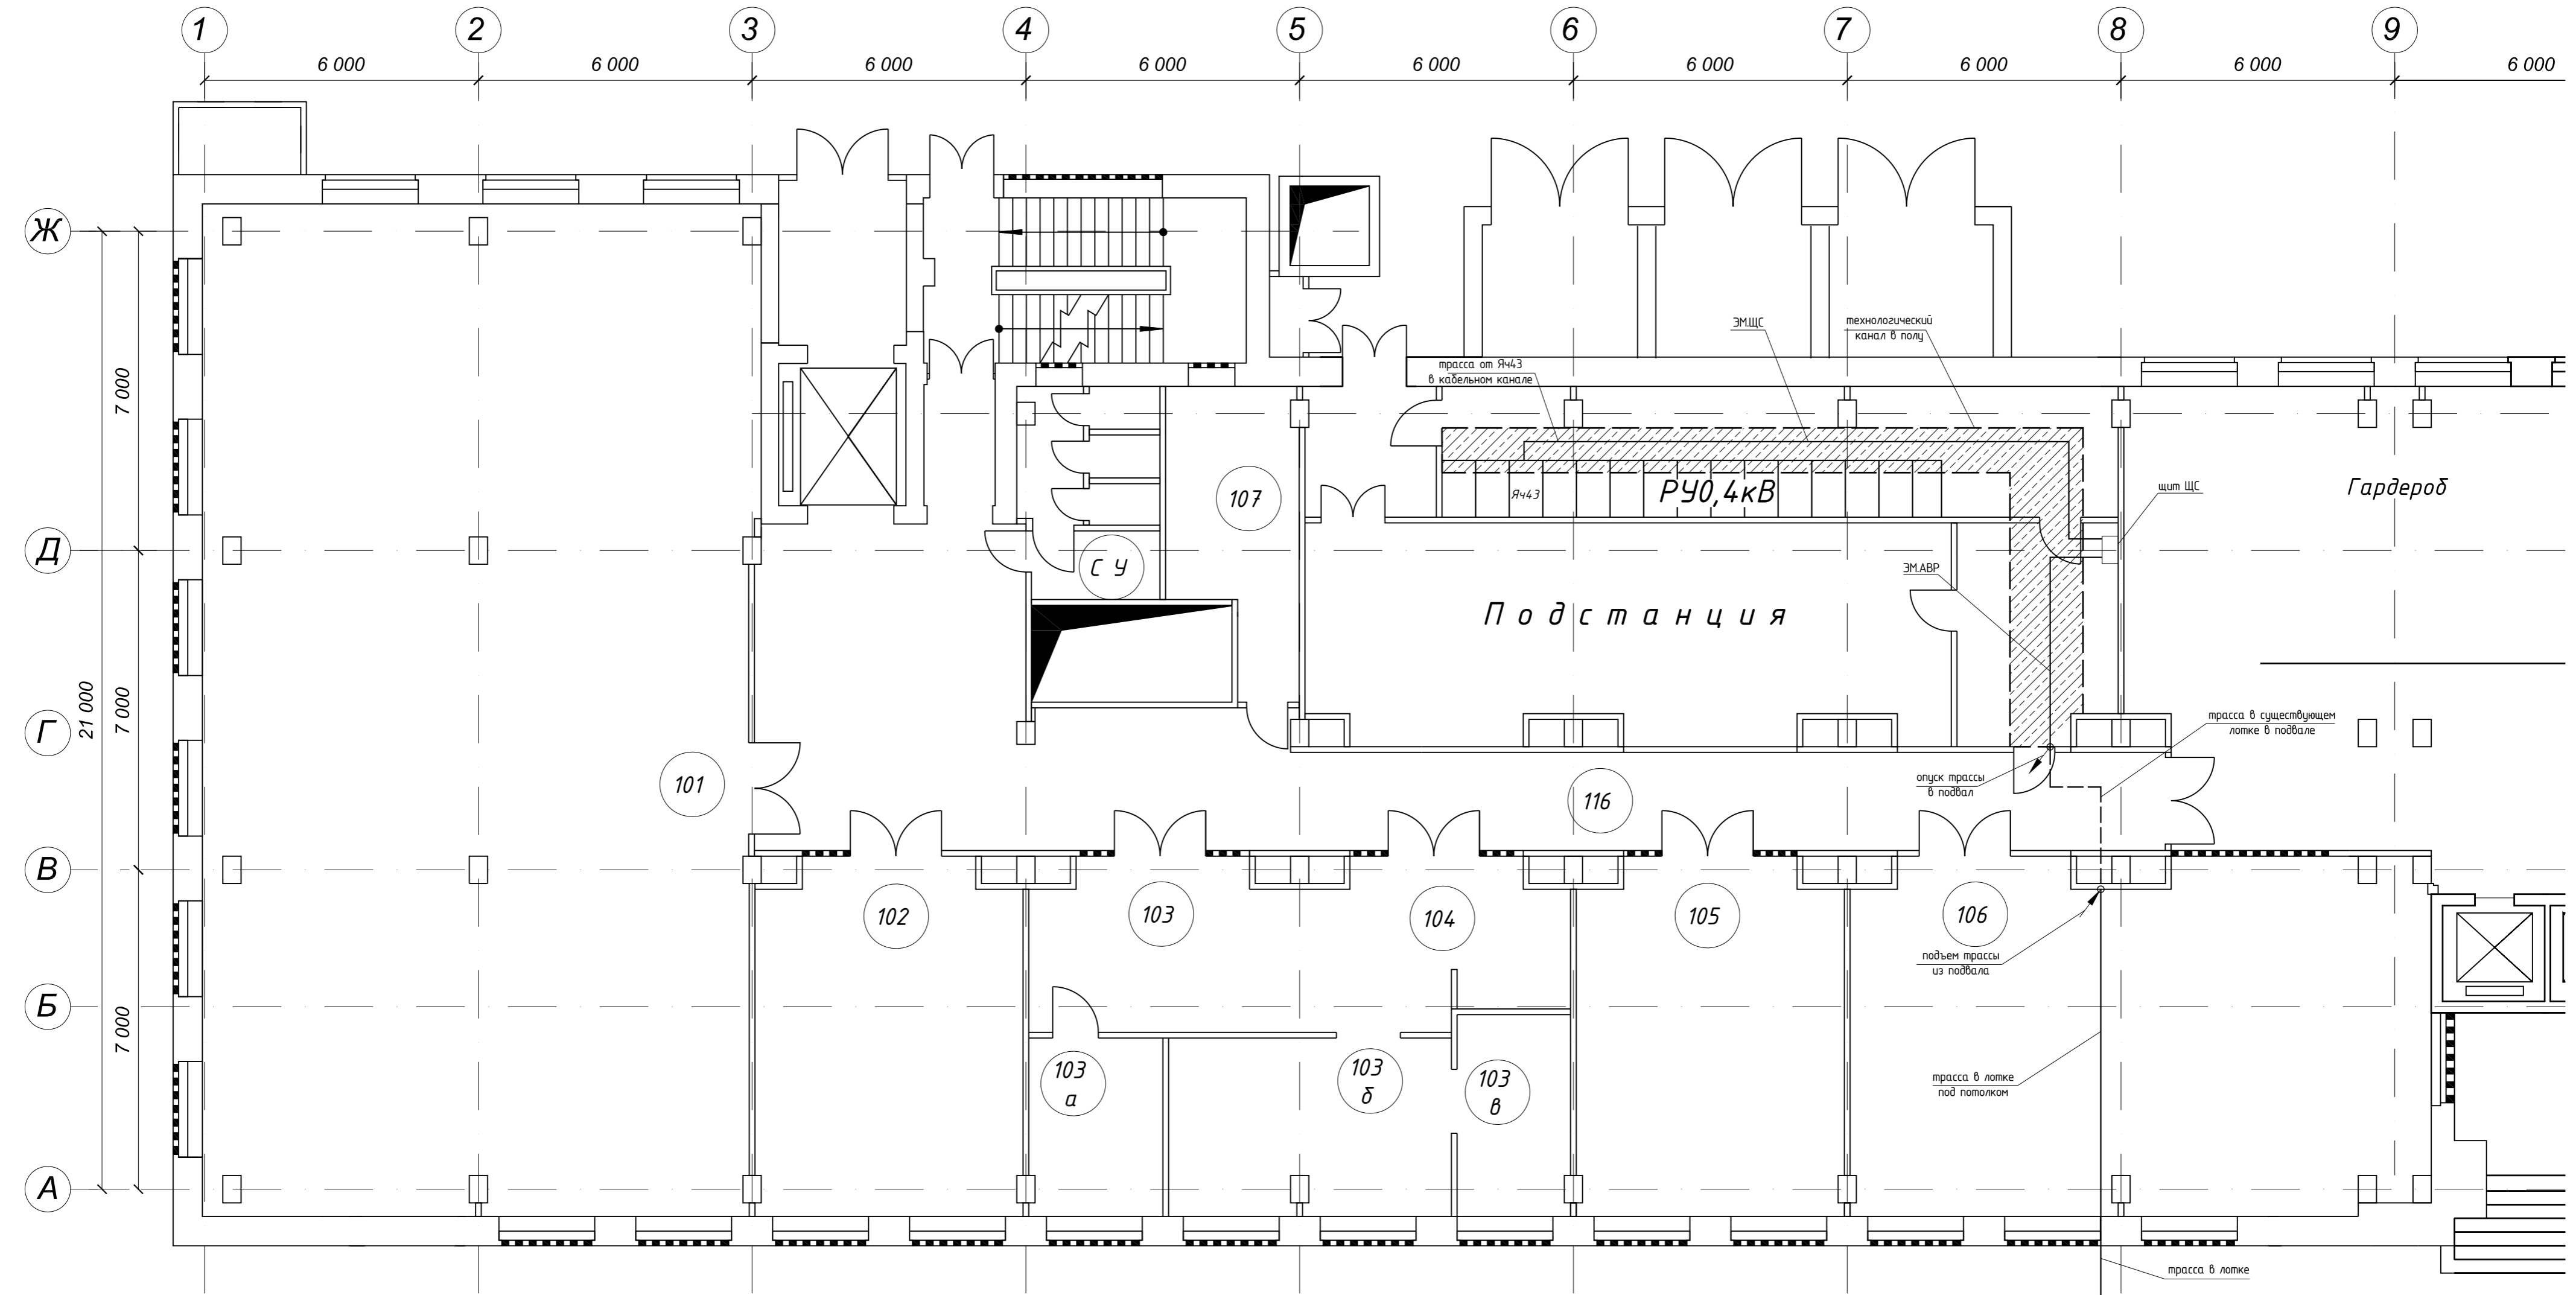 1 2 3 4 5 6 7 8 9
6 000 6 000 6 000 6 000 6 000 6 000 6 000 6 000 6 000
Ж
ЭМ.ЩС
технологический
канал в полу
трасса от Яч43
в кабельном канале
7 000
107
Яч43
РУ0,4кВ
щит ЩС
Гардероб
Д
С У
ЭМ.АВР
Подстанция
21 000
7 000
Г
трасса в существующем
лотке в подвале
101
116
опуск трассы
в подвал
В
102
103
104
105
106
подъем трассы
из подвала
Б
7 000
103
а
103
б
103
в
трасса в лотке
под потолком
А
трасса в лотке